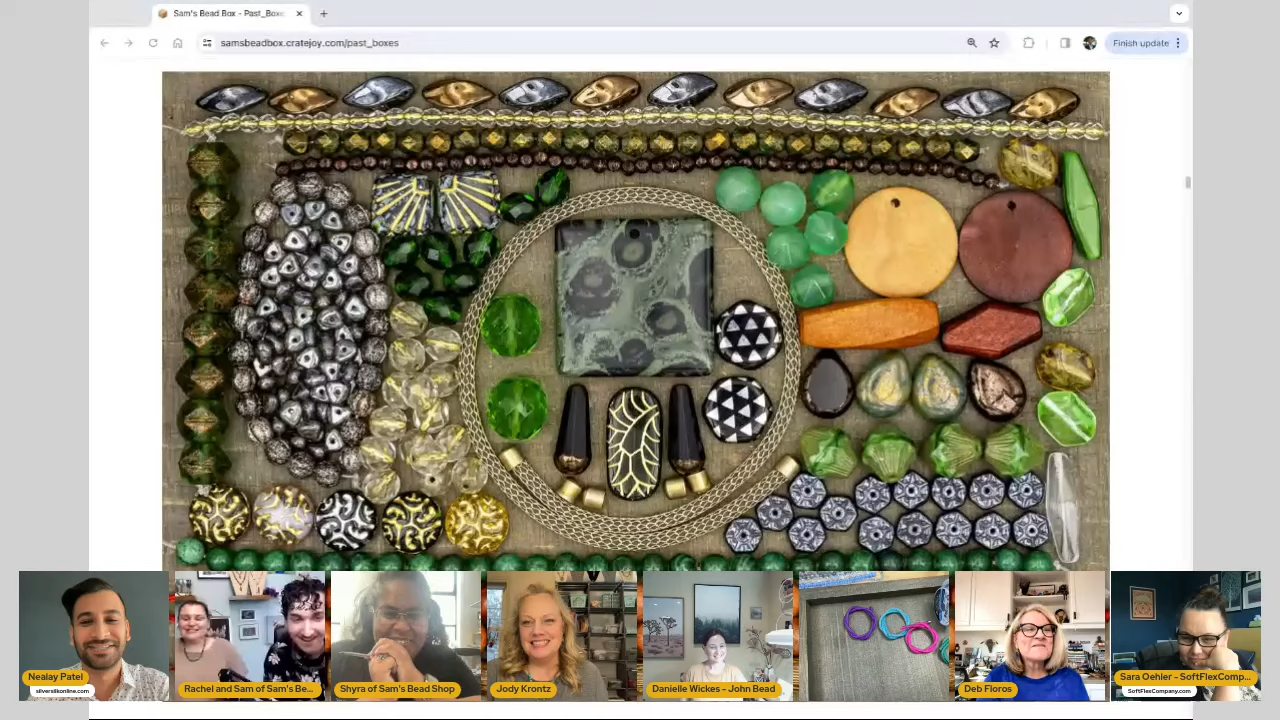 Sam's Bead Box - Past_Boxe
samsbeadbox.cratejoy.com/past_boxes
Finish update
Nealay Patel
silversilkonline.com
Rachel and Sam of Sam's Be...
Shyra of Sam's Bead Shop
Jody Krontz
Danielle Wickes - John Bead
Deb Floros
Sara Oehler - SoftFlexComp...
SoftFlexCompany.com